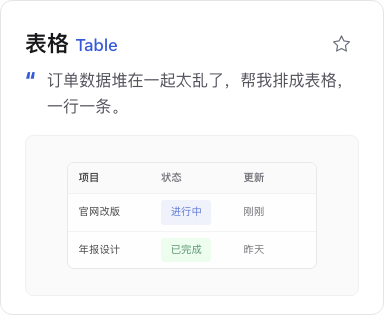 表格 Table
“ 订单数据堆在一起太乱了，帮我排成表格，
一行一条。
项目 状态 更新
官网改版 进行中 刚刚
年报设计 已完成 昨天